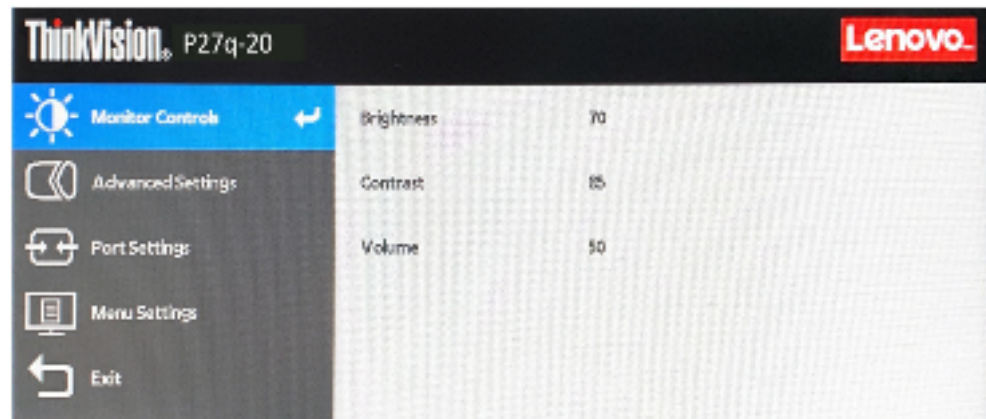 ThinkVision® P27q-20
Lenovo
Monitor Controls
Brightness 70
Advanced Settings
Contrast 85
Port Settings
Volume 50
Menu Settings
Exit